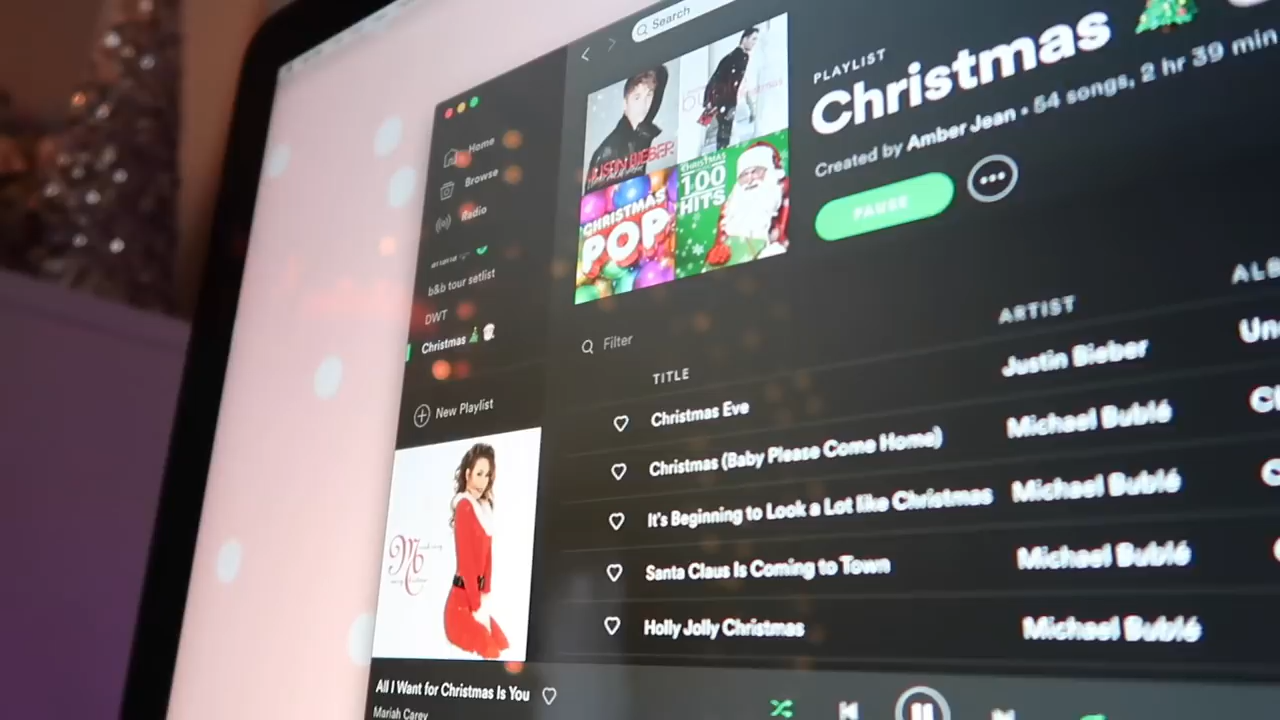 Search
PLAYLIST
Christmas
Created by Amber Jean • 54 songs, 2 hr 39 min
PAUSE
Home
Browse
Radio
b&b tour setlist
DWT
Christmas
New Playlist
JUSTIN BIEBER
CHRISTMAS
POP
CHRISTMAS
100
HITS
Filter
TITLE
ARTIST
ALB
Christmas Eve
Justin Bieber
Un
Christmas (Baby Please Come Home)
Michael Bublé
It's Beginning to Look a Lot like Christmas
Michael Bublé
Santa Claus Is Coming to Town
Michael Bublé
Holly Jolly Christmas
Michael Bublé
All I Want for Christmas Is You
Mariah Carey